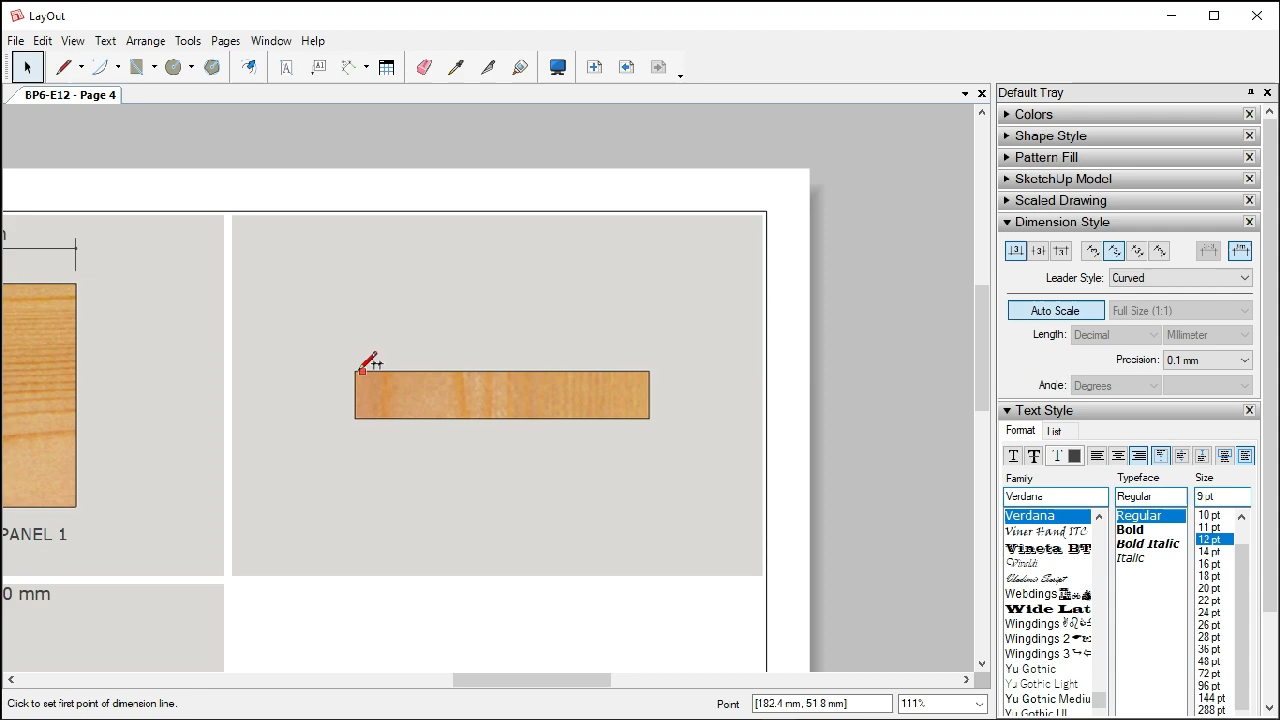 LayOut
File Edit View Text Arrange Tools Pages Window Help
BP6-E12 - Page 4
Default Tray
Colors
Shape Style
Pattern Fill
SketchUp Model
Scaled Drawing
Dimension Style
Leader Style: Curved
Auto Scale Full Size (1:1)
Length: Decimal Millimeter
Precision: 0.1 mm
Angle: Degrees
Text Style
Format List
Family Typeface Size
Verdana Regular 9 pt
Verdana Regular 10 pt
Viner Hand ITC Bold 11 pt
Vineta BT Bold Italic 12 pt
Vivaldi Italic 14 pt
Vladimir Script 16 pt
Webdings 18 pt
Wide Lat 20 pt
Wingdings 22 pt
Wingdings 2 24 pt
Wingdings 3 26 pt
Yu Gothic 28 pt
Yu Gothic Light 36 pt
Yu Gothic Mediu 48 pt
Yu Gothic UI 72 pt
96 pt
144 pt
288 pt
PANEL 1
0 mm
Click to set first point of dimension line.
Point [182.4 mm, 51.8 mm] 111%